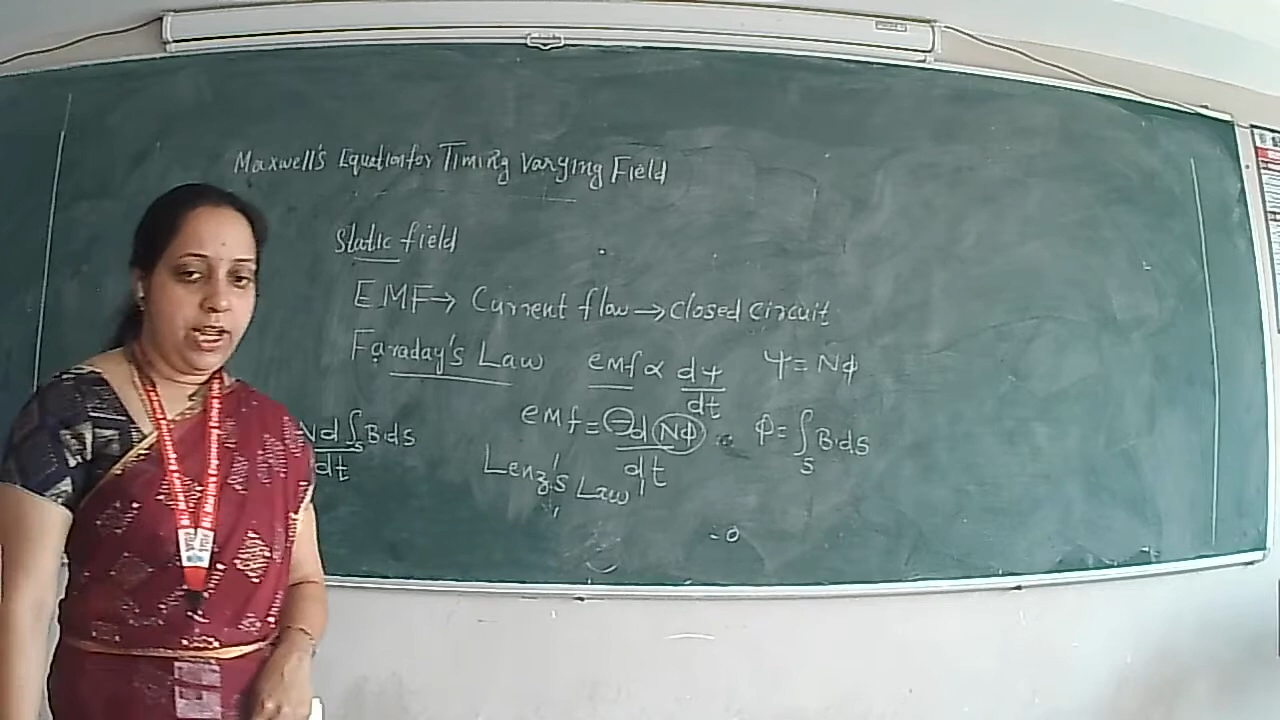 Maxwell's Equation for Timing Varying Field
Static field
EMF → Current flow → closed circuit
Faraday's Law emf ∝ dψ/dt ψ = Nϕ
emf = -d(Nϕ)/dt ϕ = ∫s B.ds
Nd∫s B.ds/dt
Lenz's Law
= 0